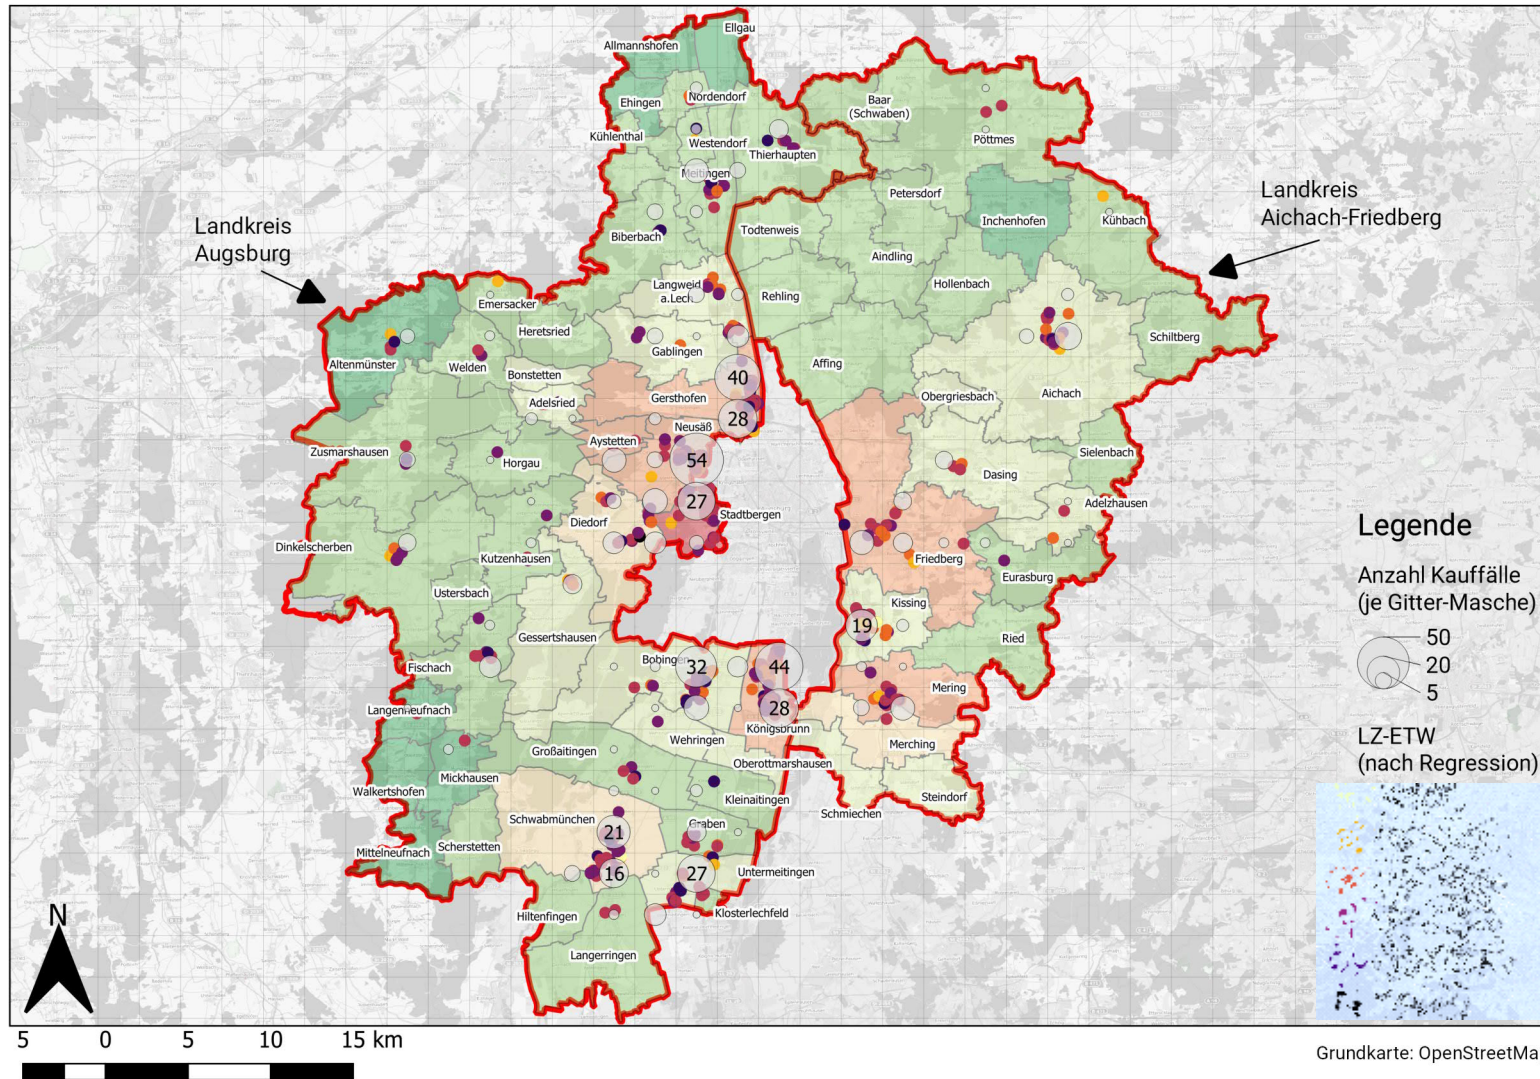 Ellgau
Allmannshofen
Nordendorf
Ehingen
Baar
(Schwaben)
Kühlenthal
Westendorf
Thierhaupten
Pöttmes
Meitingen
Petersdorf
Inchenhofen
Kühbach
Landkreis
Aichach-Friedberg
Landkreis
Augsburg
Biberbach
Todtenweis
Aindling
Hollenbach
Langweid
a.Lech
Rehling
Emersacker
Heretsried
Schiltberg
Gablingen
Altenmünster
Welden
Bonstetten
Affing
40
Aichach
Obergriesbach
Gersthofen
Adelsried
28
Neusäß
Aystetten
Zusmarshausen
Horgau
54
Sielenbach
Dasing
27
Adelzhausen
Stadtbergen
Diedorf
Dinkelscherben
Kutzenhausen
Friedberg
Eurasburg
Ustersbach
Kissing
19
Gessertshausen
Ried
Fischach
Bobingen
32
44
Mering
Langenneufnach
28
Königsbrunn
Wehringen
Merching
Großaitingen
Oberottmarshausen
Mickhausen
Walkertshofen
Kleinaitingen
Steindorf
Schmiechen
Schwabmünchen
21
Graben
Scherstetten
Mittelneufnach
16
27
Untermeitingen
Hiltenfingen
Klosterlechfeld
Langerringen
Legende
Anzahl Kauffälle
(je Gitter-Masche)
50
20
5
LZ-ETW
(nach Regression)
N
5 0 5 10 15 km
Grundkarte: OpenStreetMa